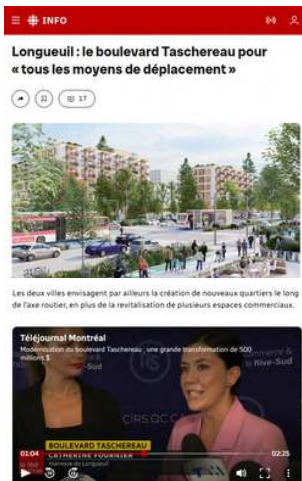 INFO
Longueuil : le boulevard Taschereau pour
« tous les moyens de déplacement »
17
Les deux villes envisagent par ailleurs la création de nouveaux quartiers le long
de l'axe routier, en plus de la revitalisation de plusieurs espaces commerciaux.
Téléjournal Montréal
Modernisation du boulevard Taschereau : une grande transformation de 500
millions $
Rive-Sud
BOULEVARD TASCHEREAU
CATHERINE FOURNIER
mairesse de Longueuil
01:04
02:25